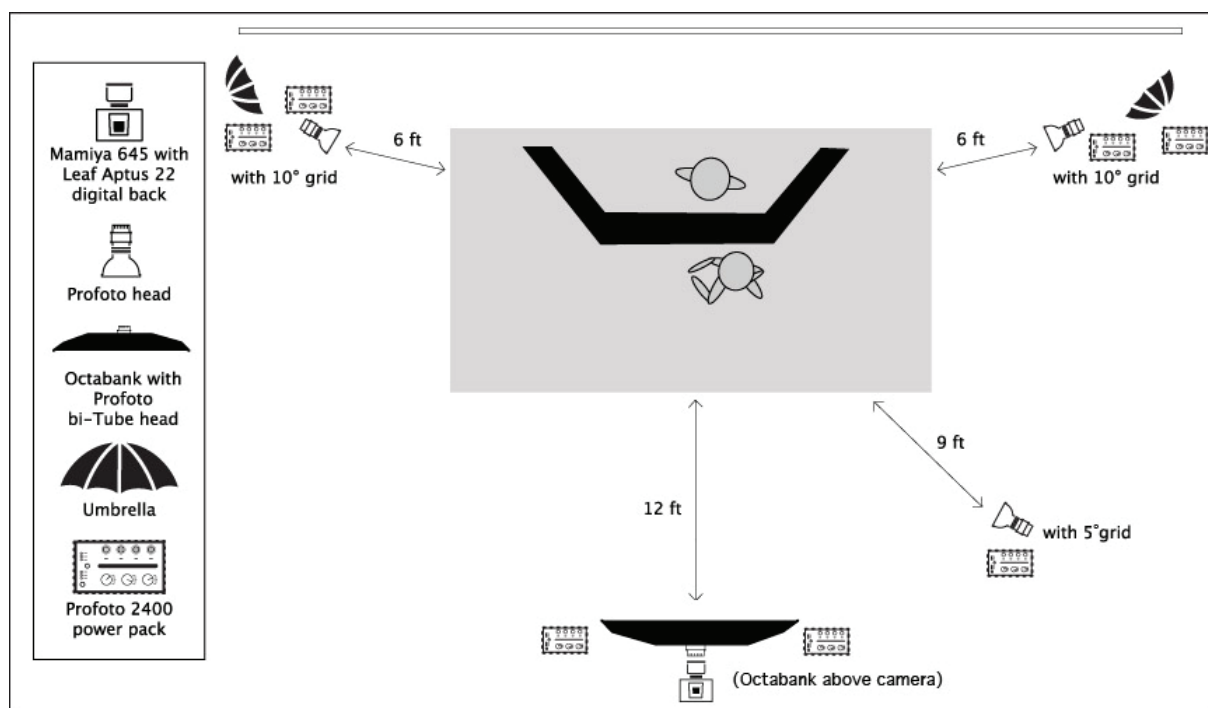 Mamiya 645 with
Leaf Aptus 22
digital back
Profoto head
Octabank with
Profoto
bi-Tube head
Umbrella
Profoto 2400
power pack
6 ft
with 10° grid
6 ft
with 10° grid
9 ft
with 5°grid
12 ft
(Octabank above camera)